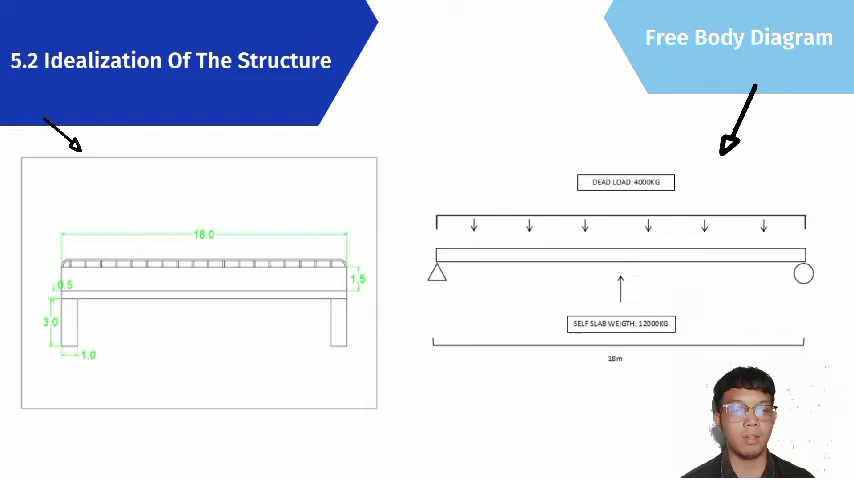 5.2 Idealization Of The Structure
Free Body Diagram
18.0
0.5
1.5
3.0
1.0
DEAD LOAD: 4000KG
SELF SLAB WEIGTH: 12000KG
18m